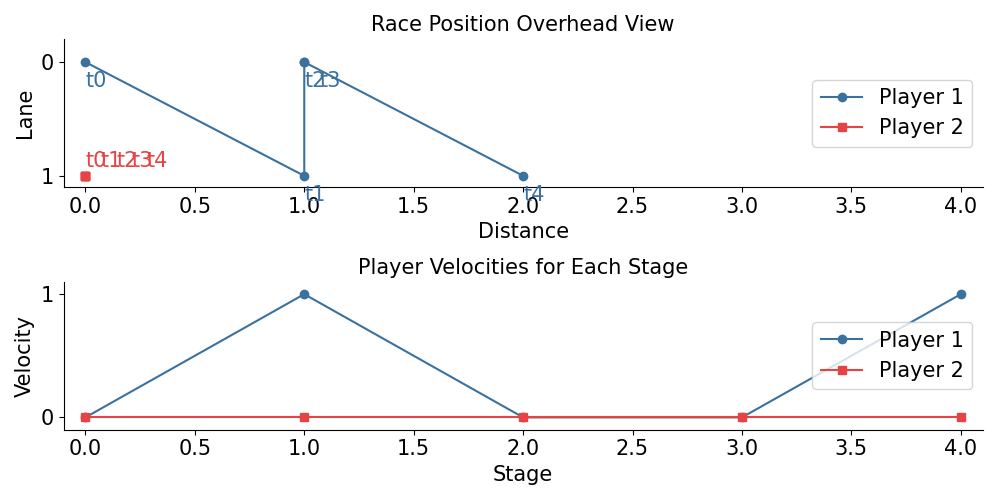 Race Position Overhead View
Lane
0
1
t0
t2t3
t0t1t2t3t4
t1
t4
Player 1
Player 2
0.0 0.5 1.0 1.5 2.0 2.5 3.0 3.5 4.0
Distance
Player Velocities for Each Stage
Velocity
1
0
Player 1
Player 2
0.0 0.5 1.0 1.5 2.0 2.5 3.0 3.5 4.0
Stage